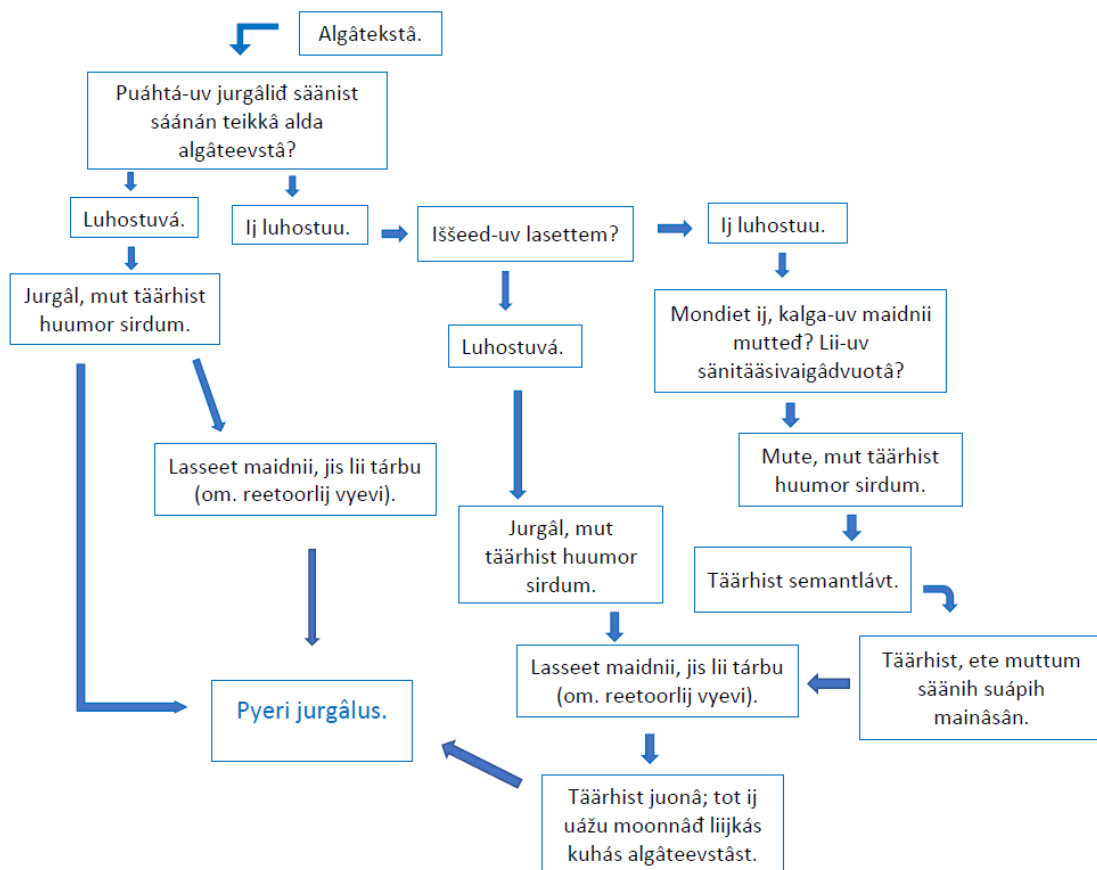 Algâtekstâ.
Puáhtá-uv jurgâliđ säänist
sáánán teikkâ alda
algâteevstâ?
Luhostuvá.
Ij luhostuu.
Iššeed-uv lasettem?
Ij luhostuu.
Jurgâl, mut täärhist
huumor sirdum.
Luhostuvá.
Mondiet ij, kalga-uv maidnii
mutteđ? Lii-uv
sänitääsivaigâdvuotâ?
Lasseet maidnii, jis lii tárbu
(om. reetoorlij vyevi).
Mute, mut täärhist
huumor sirdum.
Jurgâl, mut
täärhist huumor
sirdum.
Täärhist semantlávt.
Täärhist, ete muttum
säänih suápih
mainâsân.
Lasseet maidnii, jis lii tárbu
(om. reetoorlij vyevi).
Pyeri jurgâlus.
Täärhist juonâ; tot ij
uážu moonnâđ liijkás
kuhás algâteevstâst.